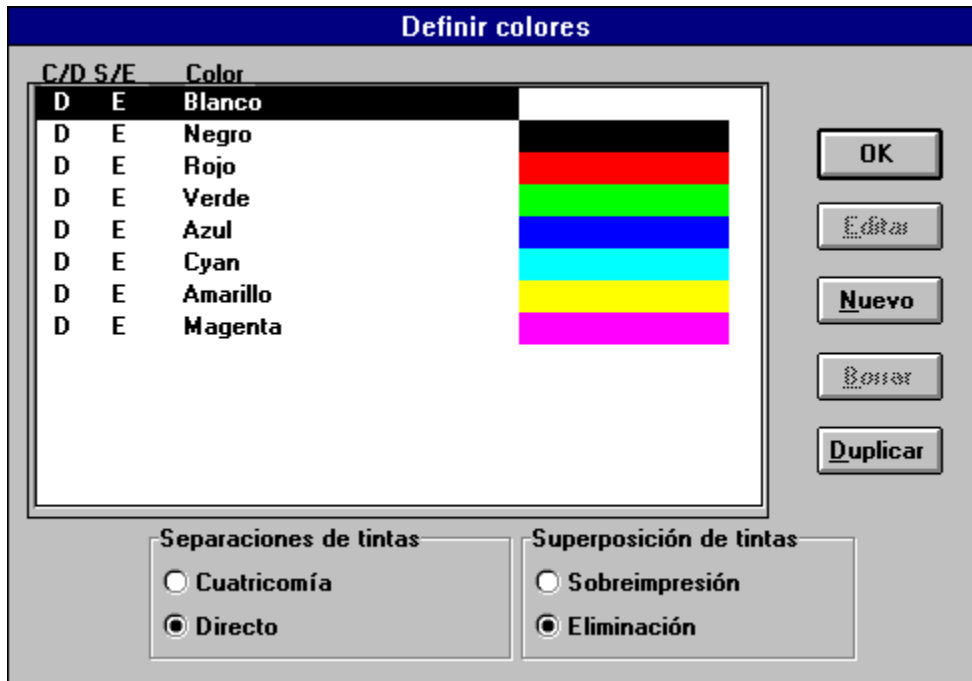 Definir colores
C/D S/E Color
D E Blanco
D E Negro
D E Rojo
D E Verde
D E Azul
D E Cyan
D E Amarillo
D E Magenta
OK
Editar
Nuevo
Borrar
Duplicar
Separaciones de tintas
Cuatricomía
Directo
Superposición de tintas
Sobreimpresión
Eliminación